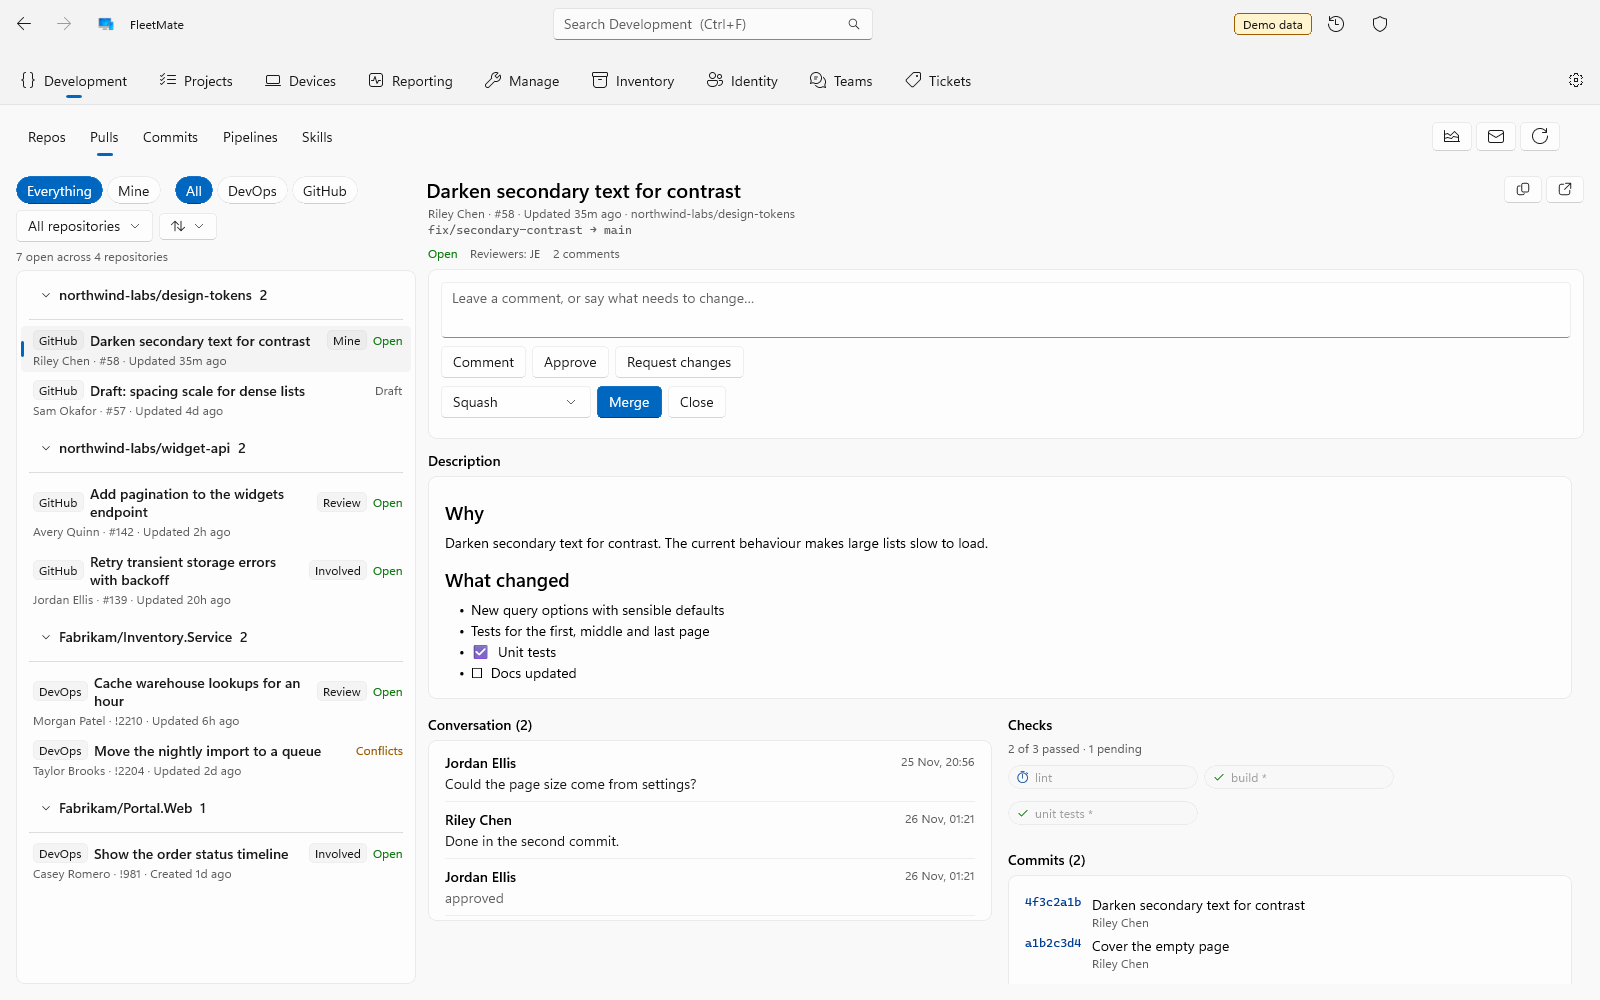 FleetMate
Search Development (Ctrl+F)
Demo data
Development
Projects
Devices
Reporting
Manage
Inventory
Identity
Teams
Tickets
Repos
Pulls
Commits
Pipelines
Skills
Everything
Mine
All
DevOps
GitHub
All repositories
7 open across 4 repositories
northwind-labs/design-tokens 2
GitHub Darken secondary text for contrast Mine Open
Riley Chen · #58 · Updated 35m ago
GitHub Draft: spacing scale for dense lists Draft
Sam Okafor · #57 · Updated 4d ago
northwind-labs/widget-api 2
GitHub Add pagination to the widgets endpoint Review Open
Avery Quinn · #142 · Updated 2h ago
GitHub Retry transient storage errors with backoff Involved Open
Jordan Ellis · #139 · Updated 20h ago
Fabrikam/Inventory.Service 2
DevOps Cache warehouse lookups for an hour Review Open
Morgan Patel · !2210 · Updated 6h ago
DevOps Move the nightly import to a queue Conflicts
Taylor Brooks · !2204 · Updated 2d ago
Fabrikam/Portal.Web 1
DevOps Show the order status timeline Involved Open
Casey Romero · !981 · Created 1d ago
Darken secondary text for contrast
Riley Chen · #58 · Updated 35m ago · northwind-labs/design-tokens
fix/secondary-contrast → main
Open Reviewers: JE 2 comments
Leave a comment, or say what needs to change...
Comment
Approve
Request changes
Squash
Merge
Close
Description
Why
Darken secondary text for contrast. The current behaviour makes large lists slow to load.
What changed
• New query options with sensible defaults
• Tests for the first, middle and last page
• ☑ Unit tests
• ☐ Docs updated
Conversation (2)
Jordan Ellis 25 Nov, 20:56
Could the page size come from settings?
Riley Chen 26 Nov, 01:21
Done in the second commit.
Jordan Ellis 26 Nov, 01:21
approved
Checks
2 of 3 passed · 1 pending
lint
build *
unit tests *
Commits (2)
4f3c2a1b Darken secondary text for contrast
Riley Chen
a1b2c3d4 Cover the empty page
Riley Chen